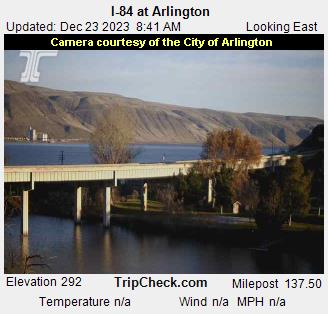 I-84 at Arlington
Updated: Dec 23 2023 8:41 AM Looking East
Camera courtesy of the City of Arlington
Elevation 292 TripCheck.com Milepost 137.50
Temperature n/a Wind n/a MPH n/a